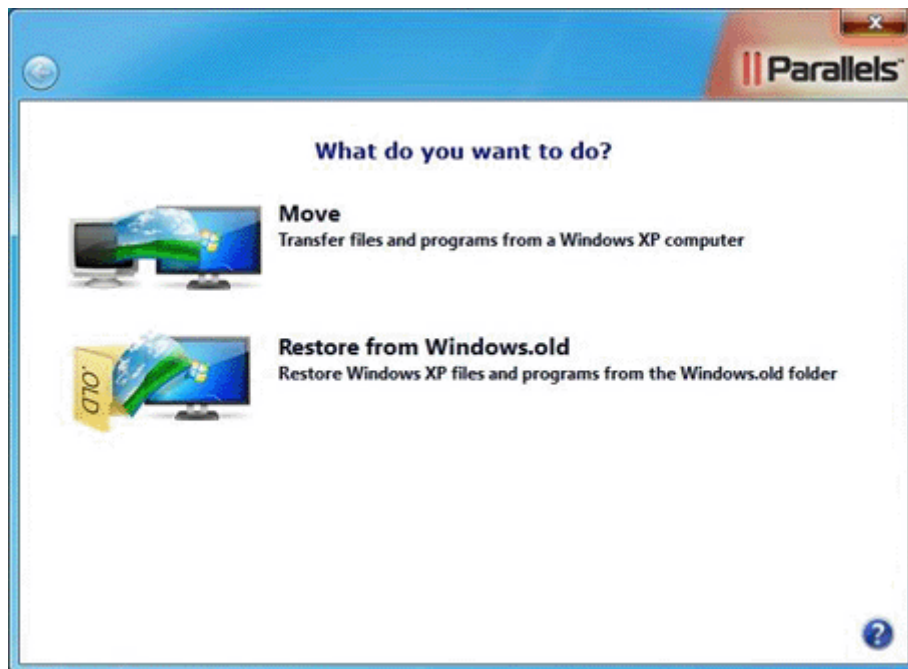 Parallels™
What do you want to do?
Move
Transfer files and programs from a Windows XP computer
Restore from Windows.old
Restore Windows XP files and programs from the Windows.old folder
.OLD
?